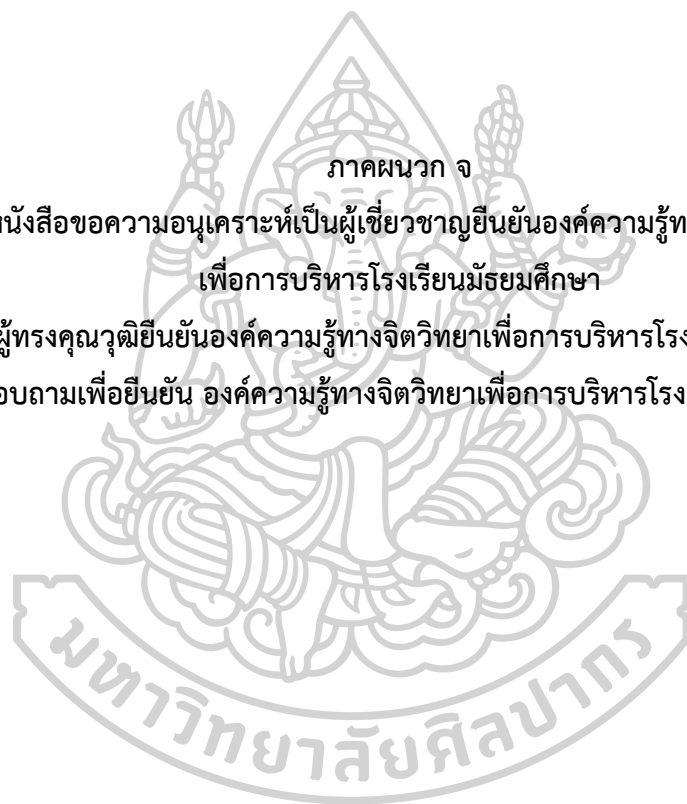 ภาคผนวก จ
นังสือขอความอนุเคราะห์เป็นผู้เชี่ยวชาญยืนยันองค์ความรู้ท
เพื่อการบริหารโรงเรียนมัธยมศึกษา
ผู้ทรงคุณวุฒิยืนยันองค์ความรู้ทางจิตวิทยาเพื่อการบริหารโรง
อบถามเพื่อยืนยัน องค์ความรู้ทางจิตวิทยาเพื่อการบริหารโรง
มหาวิทยาลัยศิลปากร